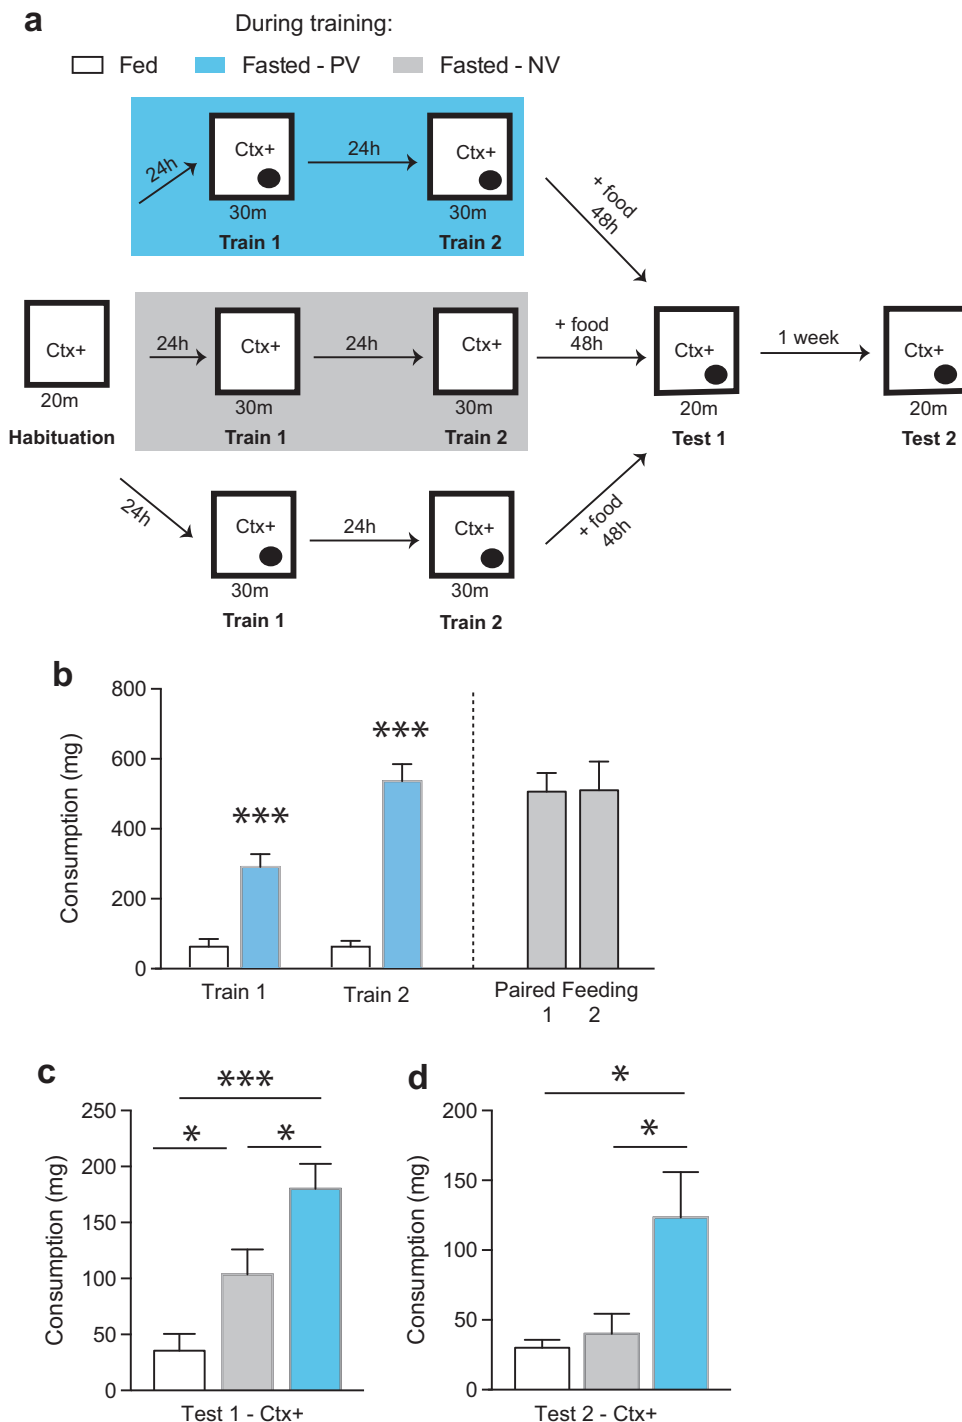 a
During training:
Fed Fasted - PV Fasted - NV
24h
Ctx+
24h
Ctx+
30m
30m
Train 1
Train 2
+ food
48h
Ctx+
20m
Habituation
24h
Ctx+
24h
Ctx+
30m
30m
Train 1
Train 2
+ food
48h
Ctx+
20m
Test 1
1 week
Ctx+
20m
Test 2
24h
Ctx+
24h
Ctx+
30m
30m
Train 1
Train 2
+ food
48h
b
Consumption (mg)
800
600
400
200
0
***
***
Train 1
Train 2
Paired Feeding
1 2
c
Consumption (mg)
250
200
150
100
50
0
***
* *
Test 1 - Ctx+
d
Consumption (mg)
200
150
100
50
0
*
*
Test 2 - Ctx+